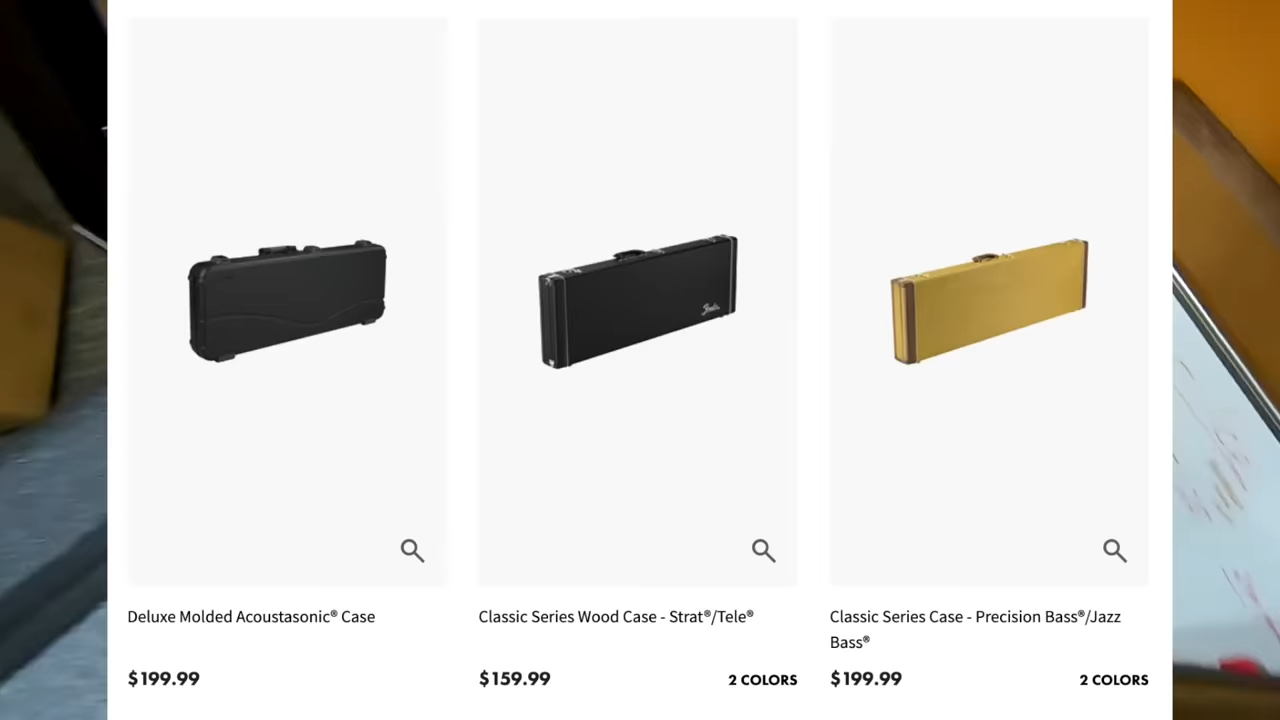 Fender
Deluxe Molded Acoustasonic® Case
Classic Series Wood Case - Strat®/Tele®
Classic Series Case - Precision Bass®/Jazz
Bass®
$199.99
$159.99
2 COLORS
$199.99
2 COLORS